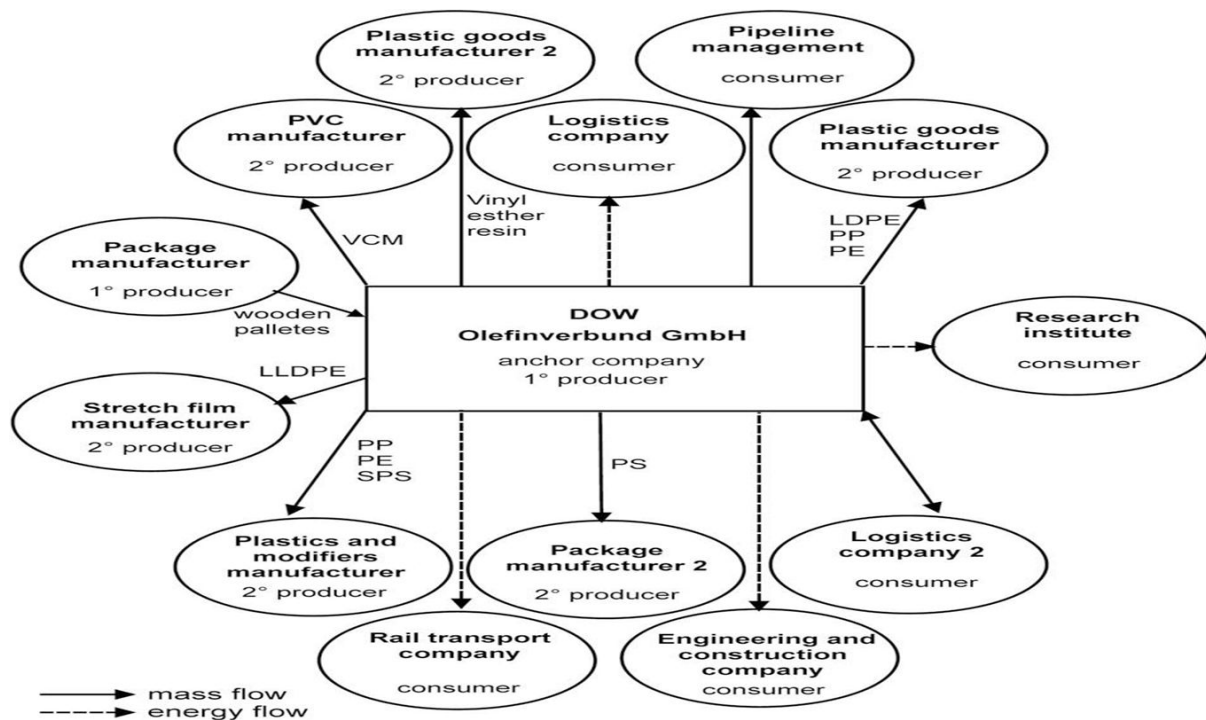 Plastic goods
manufacturer 2
2° producer
Pipeline
management
consumer
PVC
manufacturer
2° producer
Logistics
company
consumer
Plastic goods
manufacturer
2° producer
Vinyl
esther
resin
VCM
LDPE
PP
PE
Package
manufacturer
1° producer
wooden
palletes
DOW
Olefinverbund GmbH
anchor company
1° producer
Research
institute
consumer
LLDPE
Stretch film
manufacturer
2° producer
PP
PE
SPS
PS
Plastics and
modifiers
manufacturer
2° producer
Package
manufacturer 2
2° producer
Logistics
company 2
consumer
Rail transport
company
consumer
Engineering and
construction
company
consumer
mass flow
energy flow